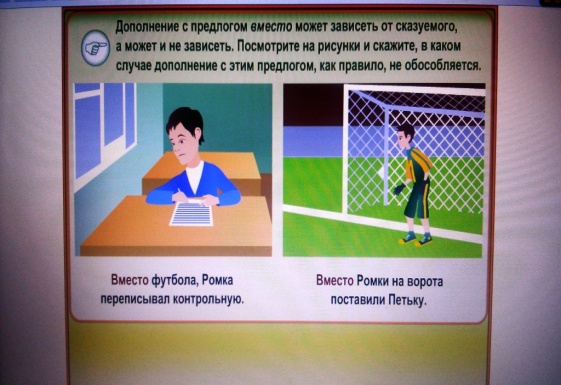 Дополнение с предлогом вместо может зависеть от сказуемого,
а может и не зависеть. Посмотрите на рисунки и скажите, в каком
случае дополнение с этим предлогом, как правило, не обособляется.
Вместо футбола, Ромка
переписывал контрольную.
Вместо Ромки на ворота
поставили Петьку.